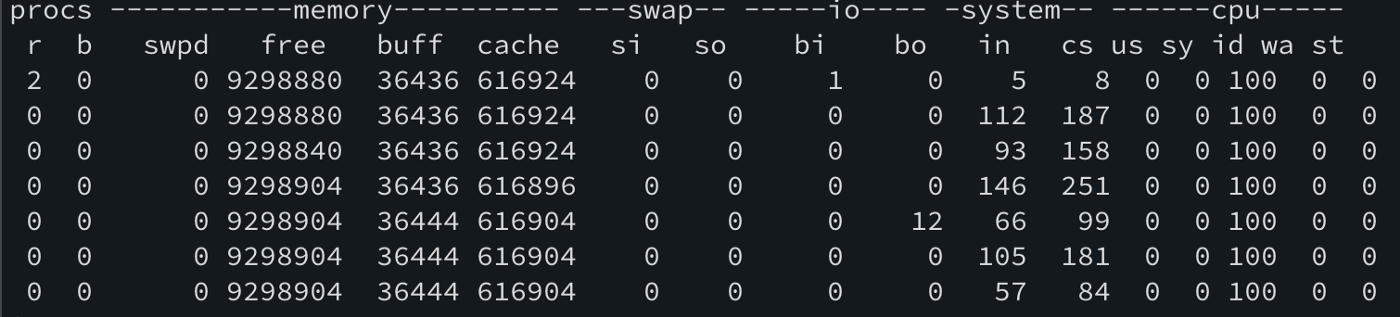 procs -----------memory---------- ---swap-- -----io---- -system-- ------cpu-----
 r  b   swpd   free   buff  cache   si   so    bi    bo   in   cs us sy id wa st
 2  0      0 9298880  36436 616924    0    0     1     0    5    8  0  0 100  0  0
 0  0      0 9298880  36436 616924    0    0     0     0  112  187  0  0 100  0  0
 0  0      0 9298840  36436 616924    0    0     0     0   93  158  0  0 100  0  0
 0  0      0 9298904  36436 616896    0    0     0     0  146  251  0  0 100  0  0
 0  0      0 9298904  36444 616904    0    0     0    12   66   99  0  0 100  0  0
 0  0      0 9298904  36444 616904    0    0     0     0  105  181  0  0 100  0  0
 0  0      0 9298904  36444 616904    0    0     0     0   57   84  0  0 100  0  0